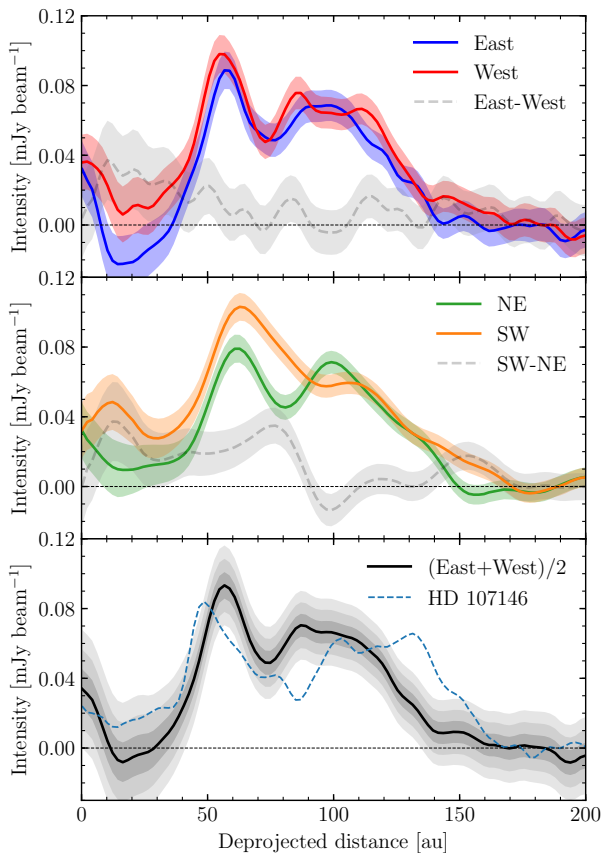 0.12
0.08
0.04
0.00
Intensity [mJy beam⁻¹]
East
West
East-West
0.12
0.08
0.04
0.00
Intensity [mJy beam⁻¹]
NE
SW
SW-NE
0.12
0.08
0.04
0.00
Intensity [mJy beam⁻¹]
(East+West)/2
HD 107146
0 50 100 150 200
Deprojected distance [au]